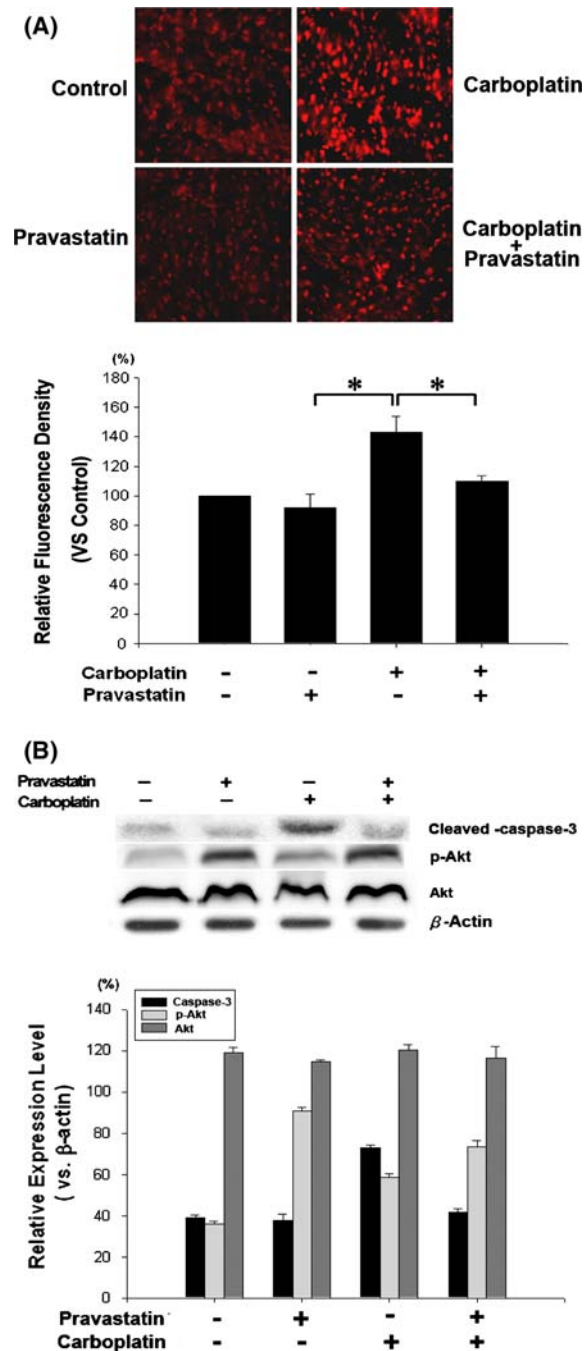 (A)
Control
Carboplatin
Pravastatin
Carboplatin
+
Pravastatin
(%)
Relative Fluorescence Density
(VS Control)
180
160
140
120
100
80
60
40
20
0
* *
Carboplatin - - + +
Pravastatin - + - +
(B)
Pravastatin - + - +
Carboplatin - - + +
Cleaved -caspase-3
p-Akt
Akt
β-Actin
(%)
Relative Expression Level
( vs. β-actin)
140
120
100
80
60
40
20
0
Caspase-3
p-Akt
Akt
Pravastatin - + - +
Carboplatin - - + +